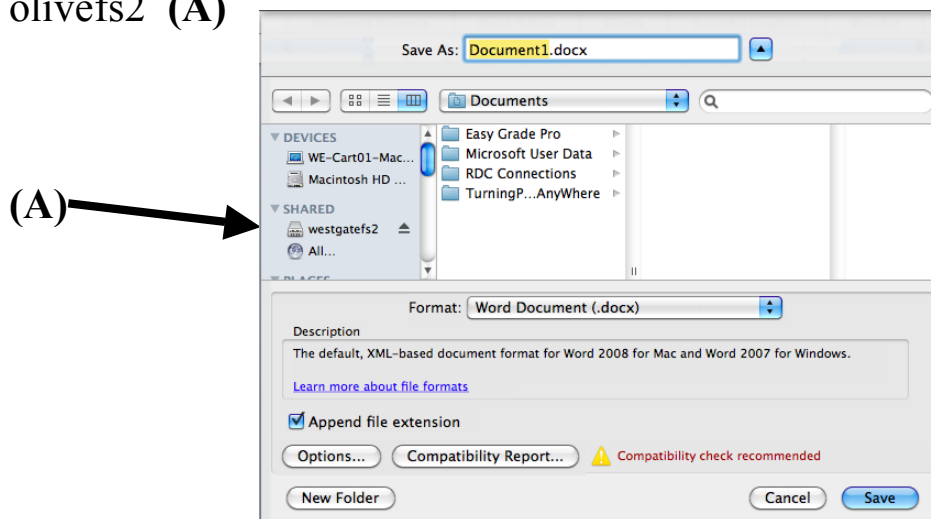 olivefs2 (A)
Save As: Document1.docx
Documents
DEVICES
WE-Cart01-Mac...
Macintosh HD ...
SHARED
westgatefs2
All...
PLACES
Easy Grade Pro
Microsoft User Data
RDC Connections
TurningP...AnyWhere
(A)
Format: Word Document (.docx)
Description
The default, XML-based document format for Word 2008 for Mac and Word 2007 for Windows.
Learn more about file formats
Append file extension
Options... Compatibility Report... Compatibility check recommended
New Folder Cancel Save